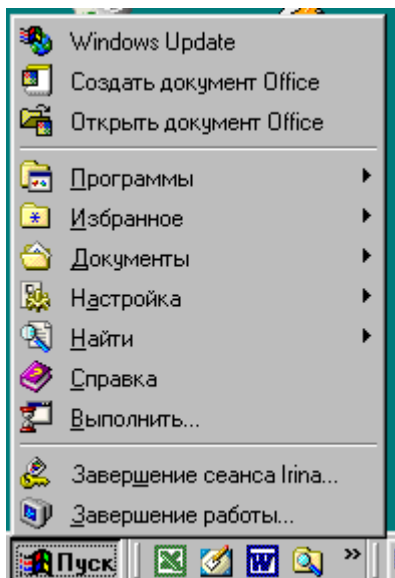 Windows Update
Создать документ Office
Открыть документ Office
Программы
Избранное
Документы
Настройка
Найти
Справка
Выполнить...
Завершение сеанса Irina...
Завершение работы...
Пуск »